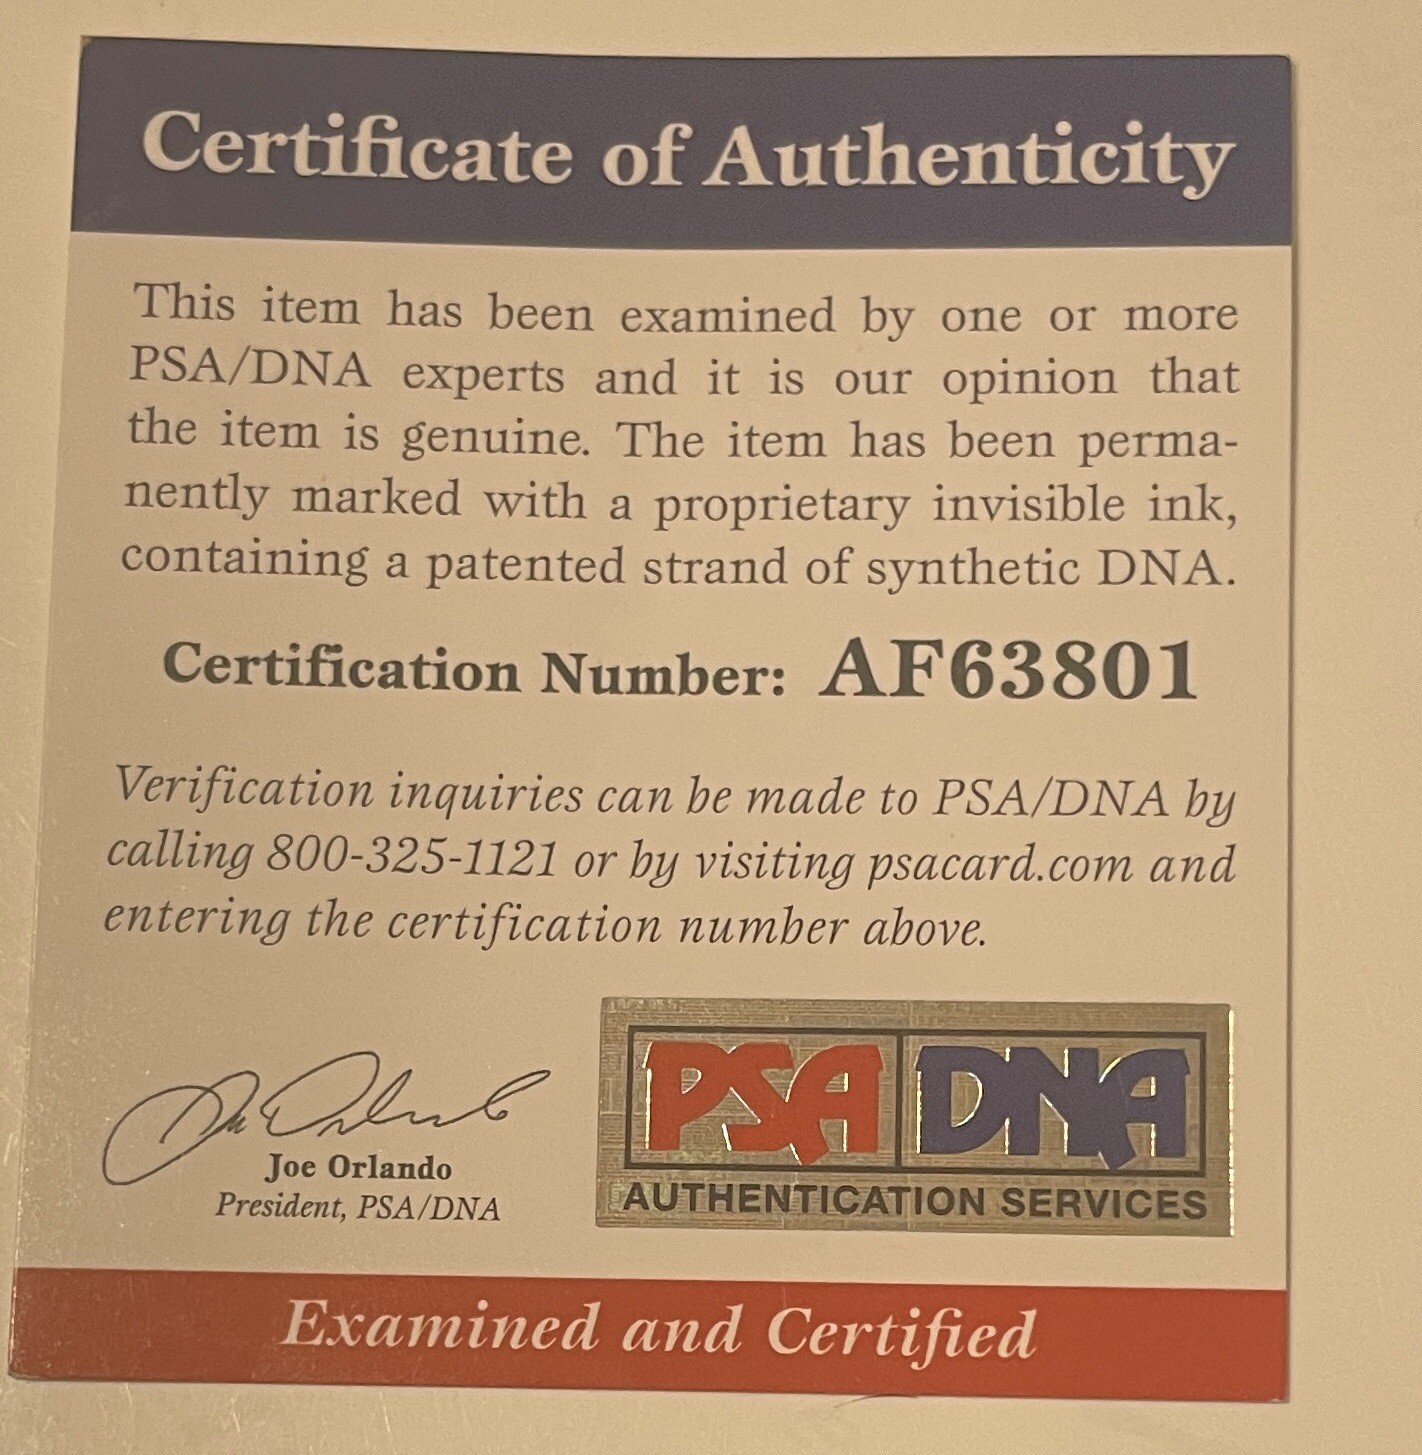 Certificate of Authenticity
This item has been examined by one or more
PSA/DNA experts and it is our opinion that
the item is genuine. The item has been perma-
nently marked with a proprietary invisible ink,
containing a patented strand of synthetic DNA.
Certification Number: AF63801
Verification inquiries can be made to PSA/DNA by
calling 800-325-1121 or by visiting psacard.com and
entering the certification number above.
Joe Orlando
President, PSA/DNA
PSA DNA
AUTHENTICATION SERVICES
Examined and Certified